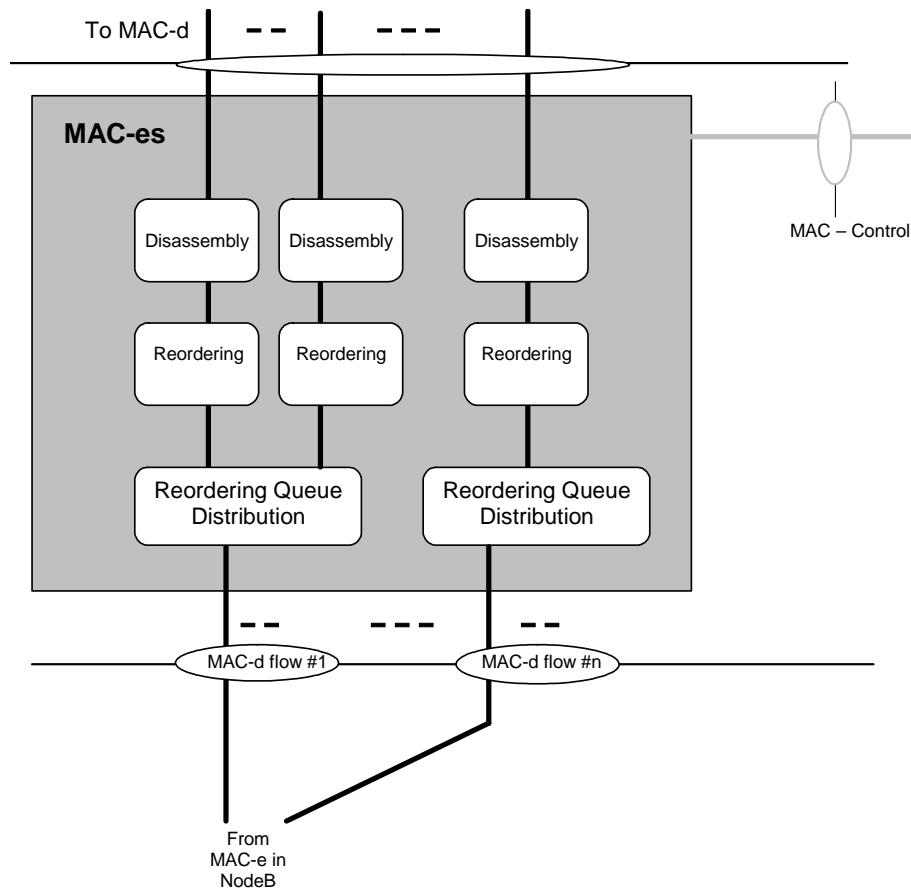 To MAC-d
MAC-es
MAC – Control
Disassembly
Disassembly
Disassembly
Reordering
Reordering
Reordering
Reordering Queue
Distribution
Reordering Queue
Distribution
MAC-d flow #1
MAC-d flow #n
From
MAC-e in
NodeB